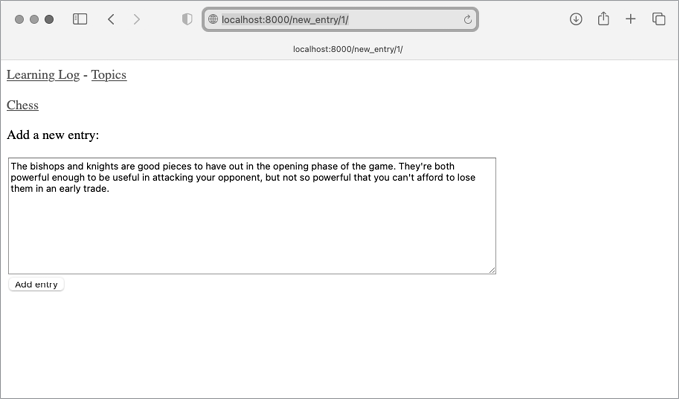 localhost:8000/new_entry/1/
localhost:8000/new_entry/1/
Learning Log - Topics
Chess
Add a new entry:
The bishops and knights are good pieces to have out in the opening phase of the game. They're both
powerful enough to be useful in attacking your opponent, but not so powerful that you can't afford to lose
them in an early trade.
Add entry